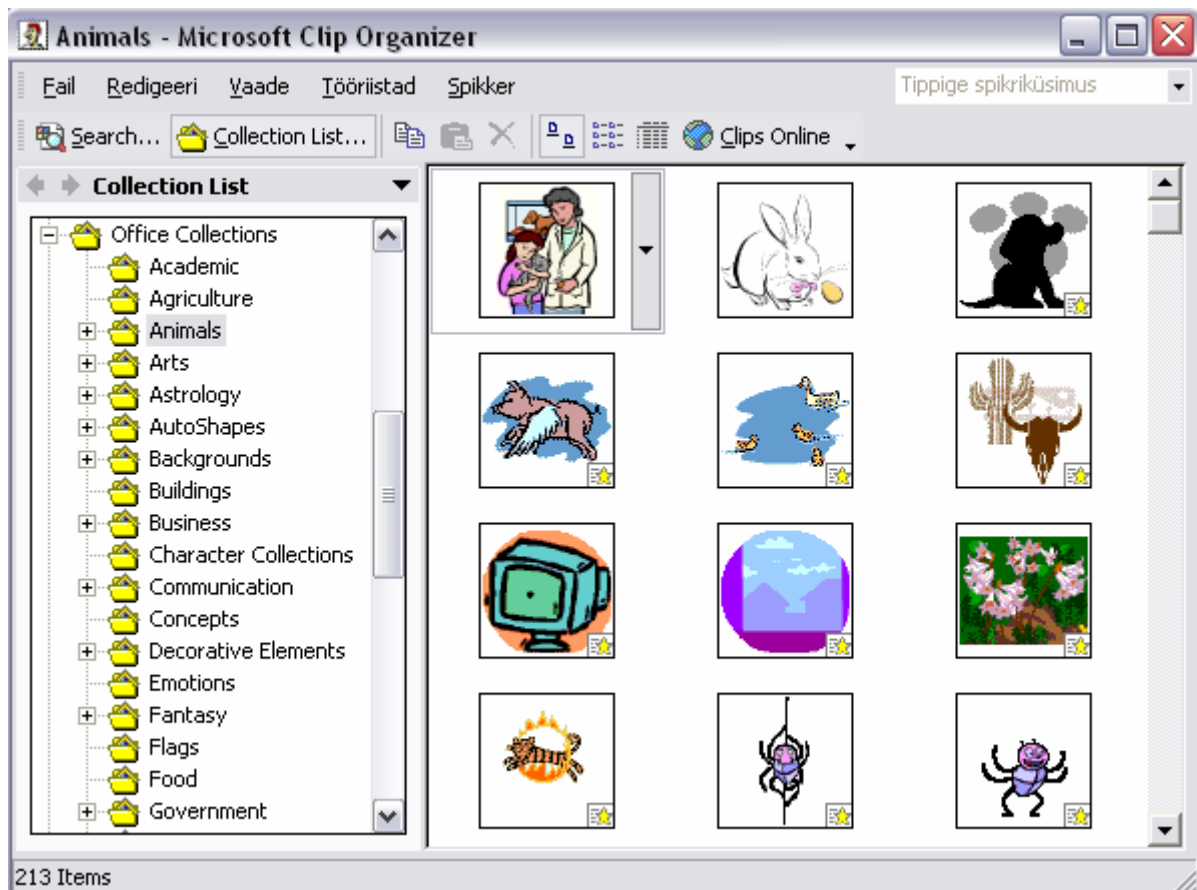 Animals - Microsoft Clip Organizer
Fail Redigeeri Vaade Tööriistad Spikker Tippige spikriküsimus
Search... Collection List... Clips Online
Collection List
Office Collections
Academic
Agriculture
Animals
Arts
Astrology
AutoShapes
Backgrounds
Buildings
Business
Character Collections
Communication
Concepts
Decorative Elements
Emotions
Fantasy
Flags
Food
Government
213 Items